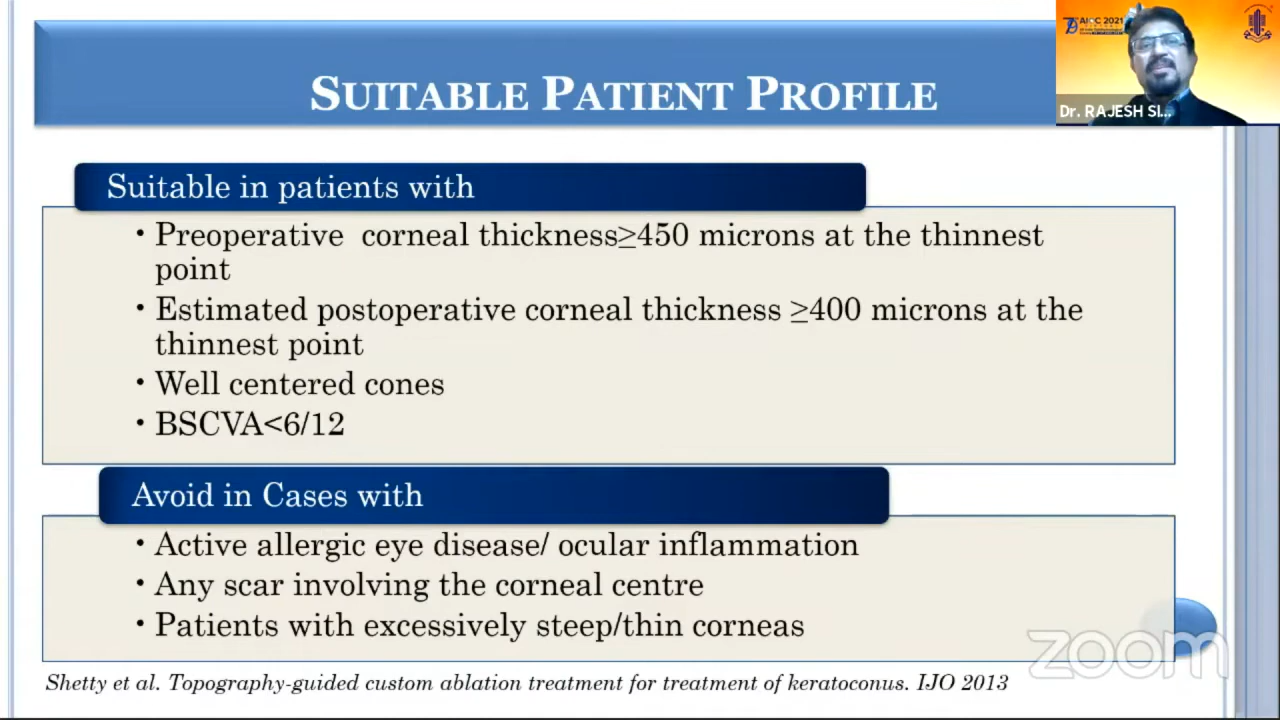 SUITABLE PATIENT PROFILE
AIOC 2021
Dr. RAJESH SI...
Suitable in patients with
• Preoperative corneal thickness≥450 microns at the thinnest
point
• Estimated postoperative corneal thickness ≥400 microns at the
thinnest point
• Well centered cones
• BSCVA<6/12
Avoid in Cases with
• Active allergic eye disease/ ocular inflammation
• Any scar involving the corneal centre
• Patients with excessively steep/thin corneas
zoom
Shetty et al. Topography-guided custom ablation treatment for treatment of keratoconus. IJO 2013